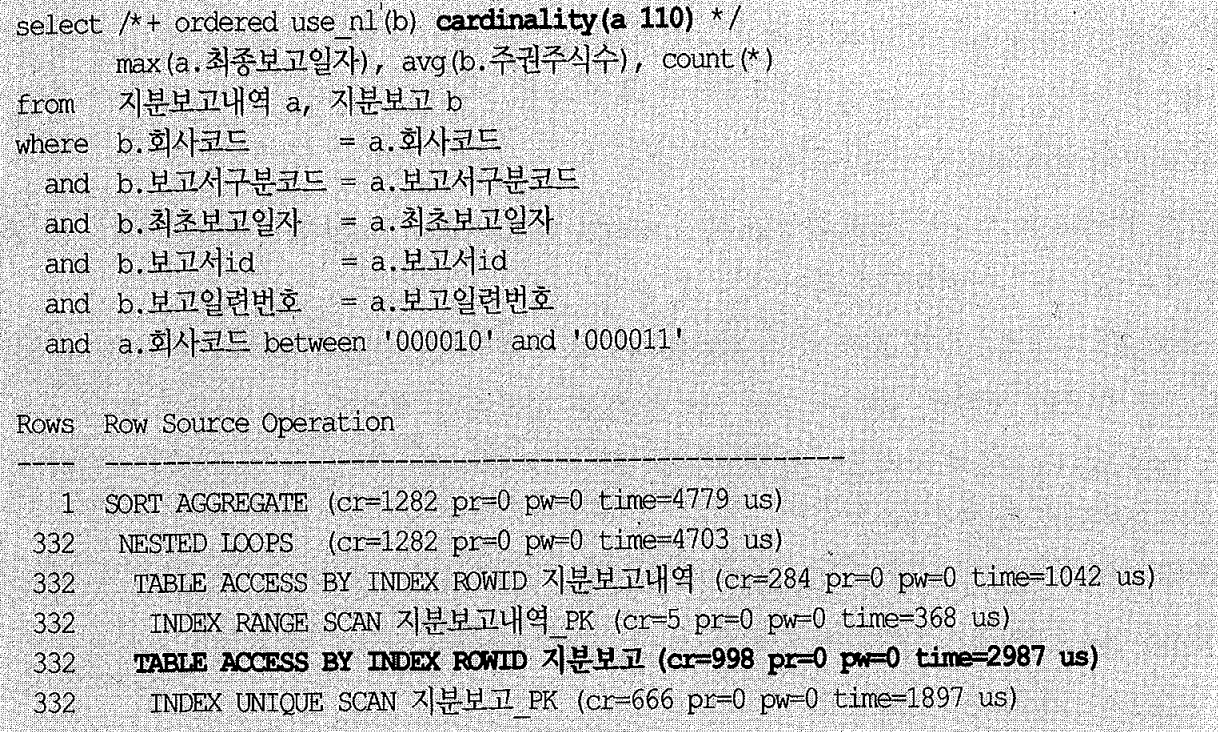 select /*+ ordered use_nl(b) cardinality(a 110) */
max(a.최종보고일자), avg(b.주권주식수), count(*)
from 지분보고내역 a, 지분보고 b
where b.회사코드 = a.회사코드
and b.보고서구분코드 = a.보고서구분코드
and b.최초보고일자 = a.최초보고일자
and b.보고서id = a.보고서id
and b.보고일련번호 = a.보고일련번호
and a.회사코드 between '000010' and '000011'
Rows Row Source Operation
---- ---------------------------------------------------
1 SORT AGGREGATE (cr=1282 pr=0 pw=0 time=4779 us)
332 NESTED LOOPS (cr=1282 pr=0 pw=0 time=4703 us)
332 TABLE ACCESS BY INDEX ROWID 지분보고내역 (cr=284 pr=0 pw=0 time=1042 us)
332 INDEX RANGE SCAN 지분보고내역_PK (cr=5 pr=0 pw=0 time=368 us)
332 TABLE ACCESS BY INDEX ROWID 지분보고 (cr=998 pr=0 pw=0 time=2987 us)
332 INDEX UNIQUE SCAN 지분보고_PK (cr=666 pr=0 pw=0 time=1897 us)